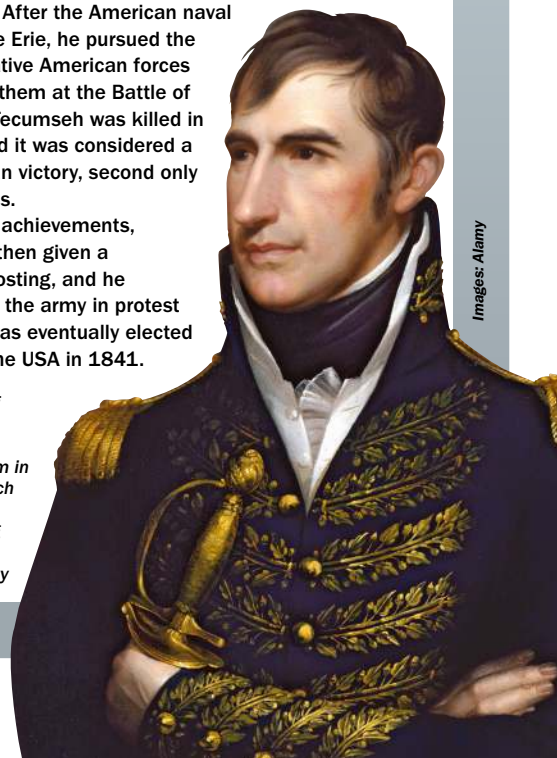 After the American naval
e Erie, he pursued the
tive American forces
them at the Battle of
ecumseh was killed in
d it was considered a
n victory, second only
s.
achievements,
then given a
osting, and he
the army in protest
as eventually elected
he USA in 1841.
m in
ch
y
Images: Alamy